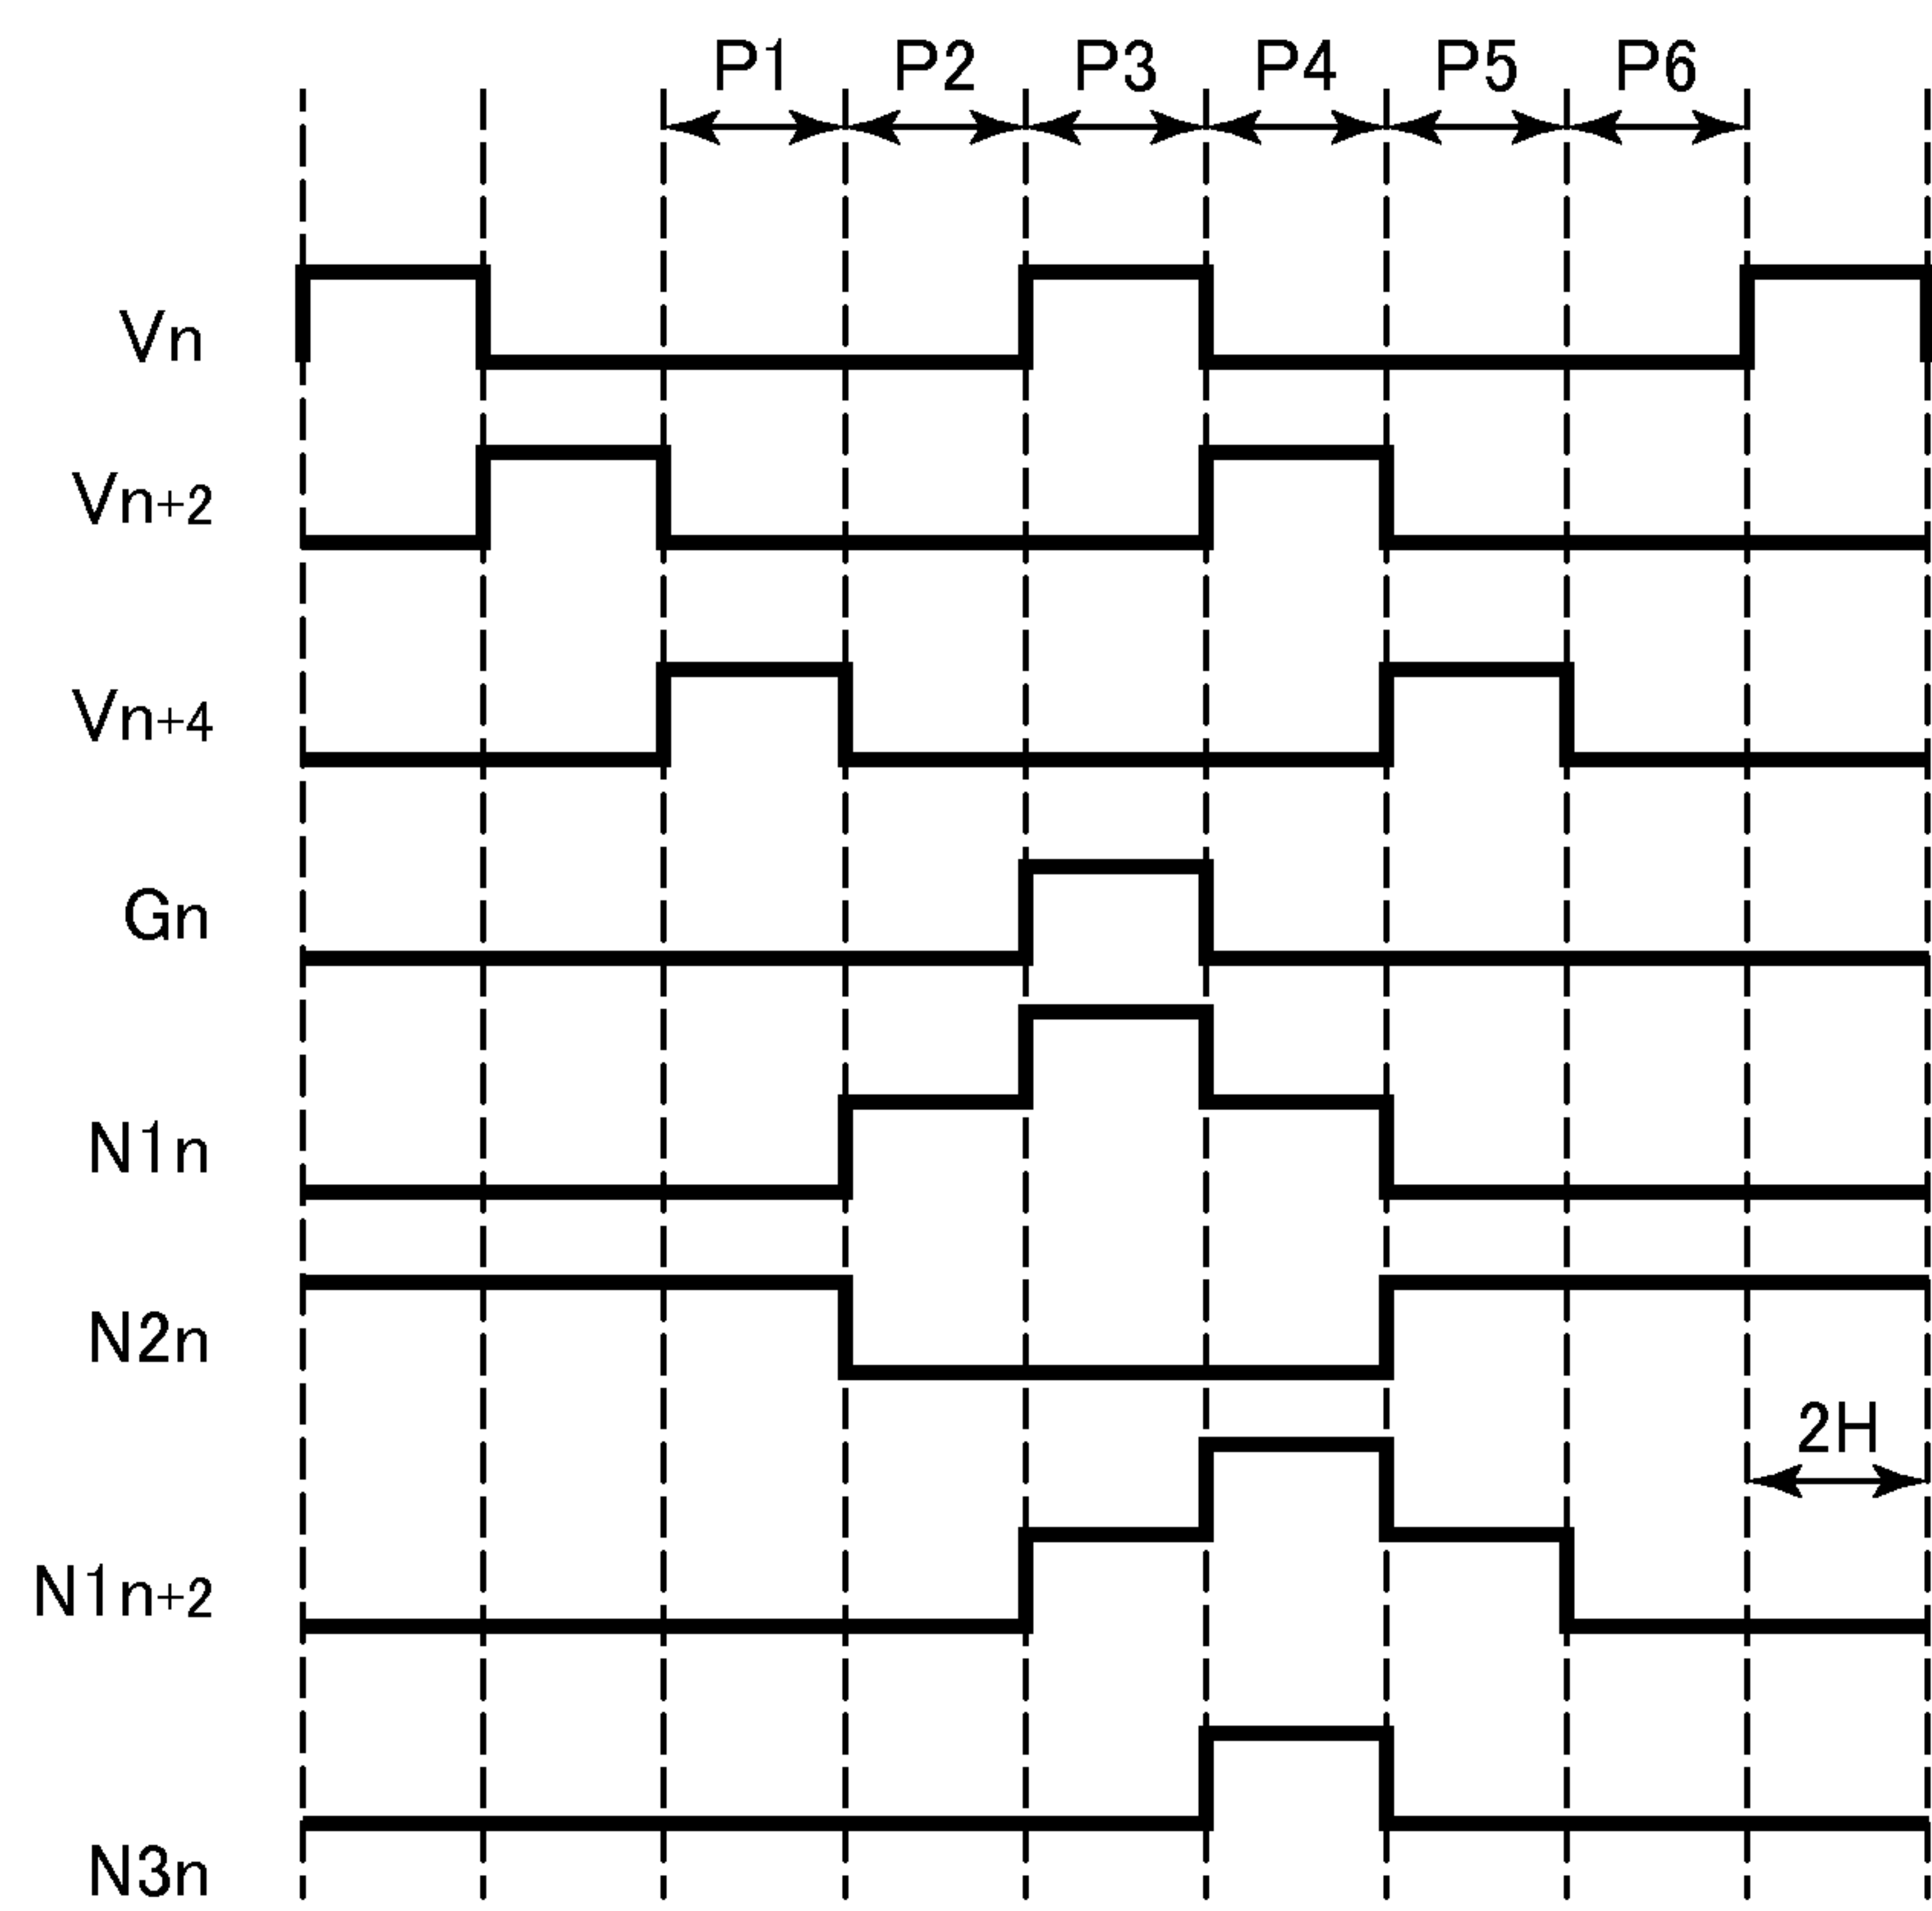 P1 P2 P3 P4 P5 P6
Vn
Vn+2
Vn+4
Gn
N1n
N2n
2H
N1n+2
N3n